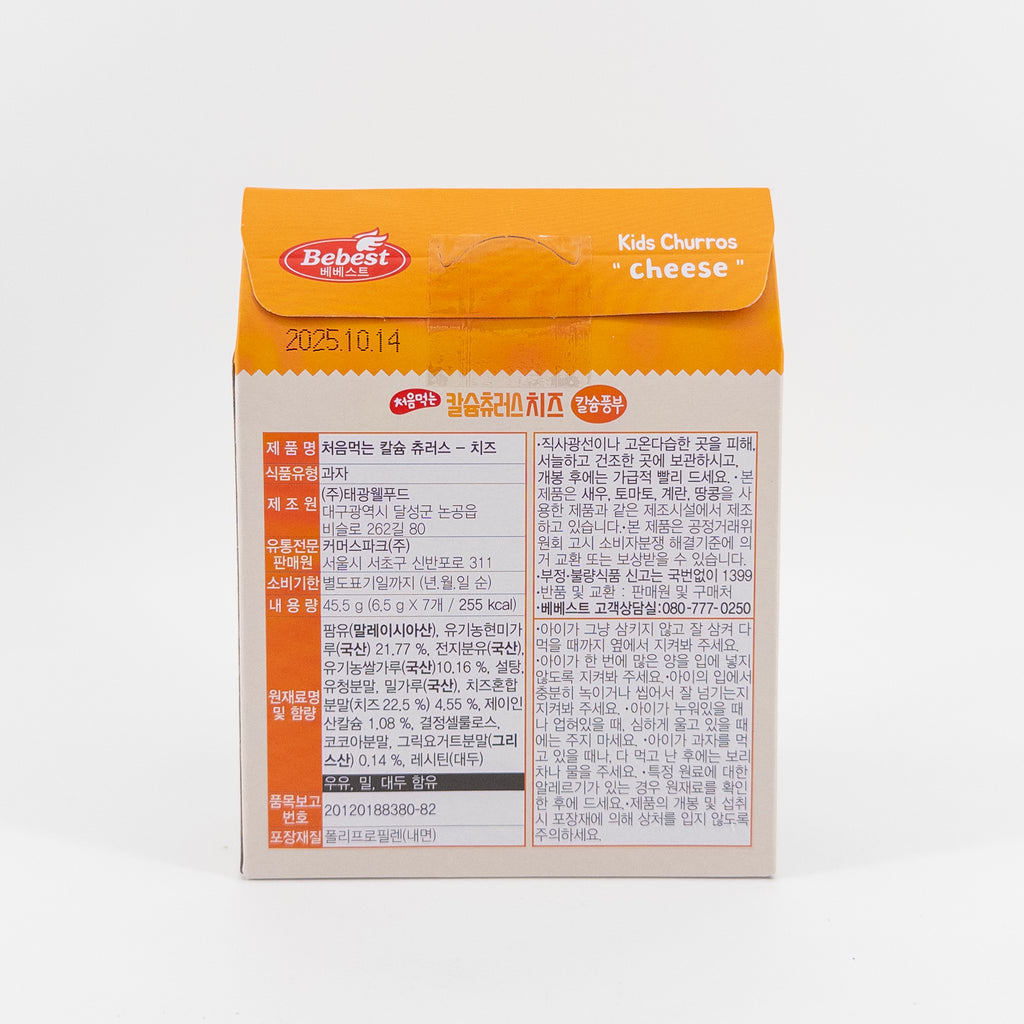 Bebest
베베스트
Kids Churros
" cheese "
2025.10.14
처음먹는 칼슘츄러스치즈 칼슘풍부
제 품 명 처음먹는 칼슘 츄러스 – 치즈
식품유형 과자
제 조 원 (주)태광웰푸드
대구광역시 달성군 논공읍
비슬로 262길 80
유통전문판매원 커머스파크(주)
서울시 서초구 신반포로 311
소비기한 별도표기일까지 (년.월.일 순)
내 용 량 45.5 g (6.5 g X 7개 / 255 kcal)
원재료명 및 함량
팜유(말레이시아산), 유기농현미가
루(국산) 21.77 %, 전지분유(국산),
유기농쌀가루(국산)10.16 %, 설탕,
유청분말, 밀가루(국산), 치즈혼합
분말(치즈 22.5 %) 4.55 %, 제이인
산칼슘 1.08 %, 결정셀룰로스,
코코아분말, 그릭요거트분말(그리
스산) 0.14 %, 레시틴(대두)
우유, 밀, 대두 함유
품목보고번호 20120188380-82
포장재질 폴리프로필렌(내면)
·직사광선이나 고온다습한 곳을 피해,
서늘하고 건조한 곳에 보관하시고,
개봉 후에는 가급적 빨리 드세요. ·본
제품은 새우, 토마토, 계란, 땅콩을 사
용한 제품과 같은 제조시설에서 제조
하고 있습니다.·본 제품은 공정거래위
원회 고시 소비자분쟁 해결기준에 의
거 교환 또는 보상받을 수 있습니다.
·부정·불량식품 신고는 국번없이 1399
·반품 및 교환 : 판매원 및 구매처
·베베스트 고객상담실:080-777-0250
·아이가 그냥 삼키지 않고 잘 삼켜 다
먹을 때까지 옆에서 지켜봐 주세요.
·아이가 한 번에 많은 양을 입에 넣지
않도록 지켜봐 주세요.·아이의 입에서
충분히 녹이거나 씹어서 잘 넘기는지
지켜봐 주세요. ·아이가 누워있을 때
나 업혀있을 때, 심하게 울고 있을 때
에는 주지 마세요. ·아이가 과자를 먹
고 있을 때나, 다 먹고 난 후에는 보리
차나 물을 주세요. ·특정 원료에 대한
알레르기가 있는 경우 원재료를 확인
한 후에 드세요.·제품의 개봉 및 섭취
시 포장재에 의해 상처를 입지 않도록
주의하세요.